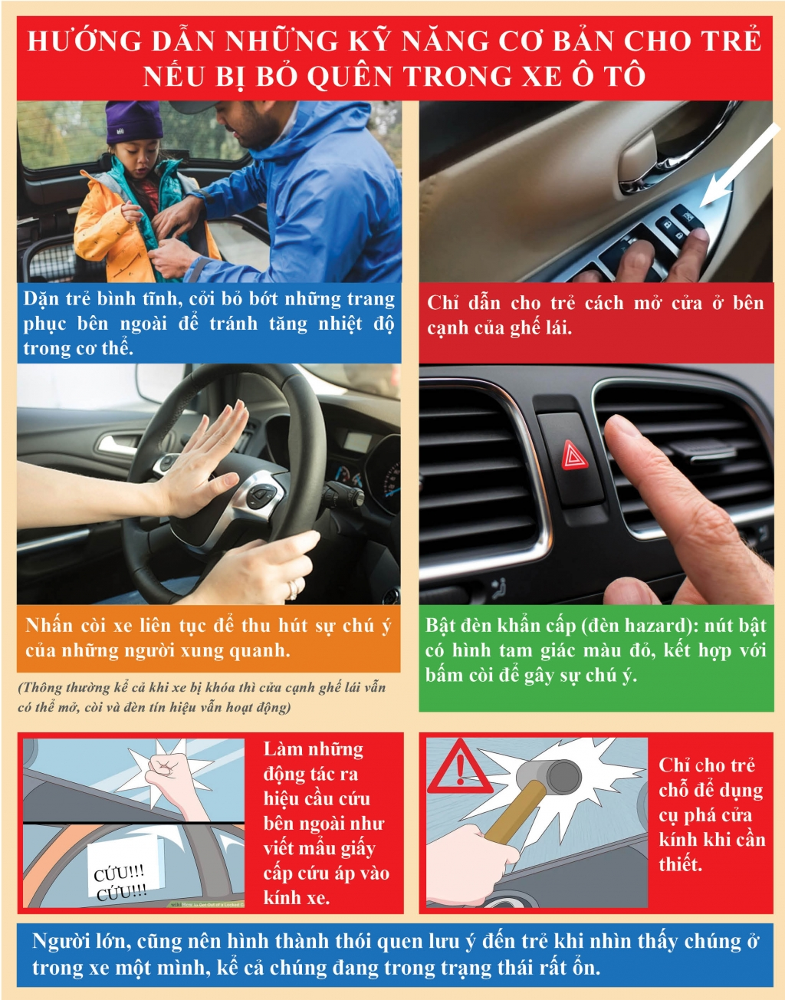 HƯỚNG DẪN NHỮNG KỸ NĂNG CƠ BẢN CHO TRẺ
NẾU BỊ BỎ QUÊN TRONG XE Ô TÔ
Dặn trẻ bình tĩnh, cởi bỏ bớt những trang
phục bên ngoài để tránh tăng nhiệt độ
trong cơ thể.
Chỉ dẫn cho trẻ cách mở cửa ở bên
cạnh của ghế lái.
Nhấn còi xe liên tục để thu hút sự chú ý
của những người xung quanh.
Bật đèn khẩn cấp (đèn hazard): nút bật
có hình tam giác màu đỏ, kết hợp với
bấm còi để gây sự chú ý.
(Thông thường kể cả khi xe bị khóa thì cửa cạnh ghế lái vẫn
có thể mở, còi và đèn tín hiệu vẫn hoạt động)
CỨU!!!
CỨU!!!
wikiHow to Get Out of a Locked C
Làm những
động tác ra
hiệu cầu cứu
bên ngoài như
viết mẩu giấy
cấp cứu áp vào
kính xe.
Chỉ cho trẻ
chỗ để dụng
cụ phá cửa
kính khi cần
thiết.
Người lớn, cũng nên hình thành thói quen lưu ý đến trẻ khi nhìn thấy chúng ở
trong xe một mình, kể cả chúng đang trong trạng thái rất ổn.